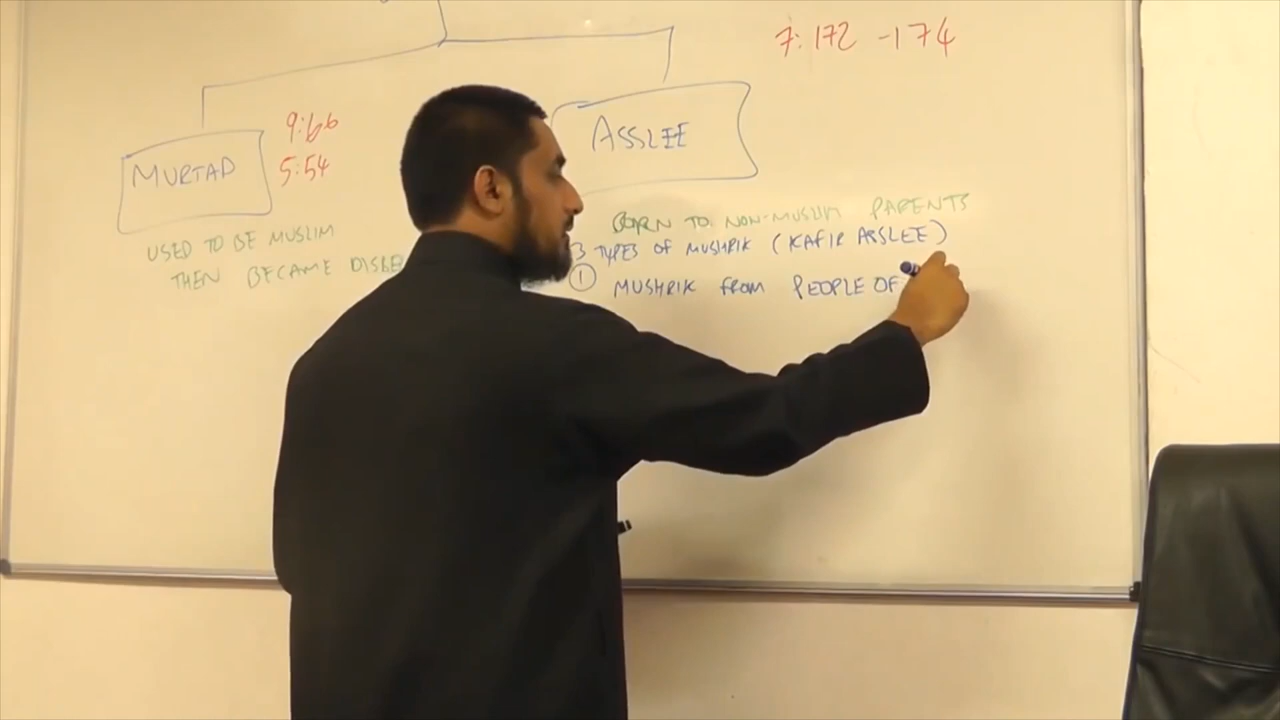 7:172 -174
MURTAD
9:66
5:54
ASSLEE
USED TO BE MUSLIM
THEN BECAME DISBE
BORN TO NON-MUSLIM PARENTS
3 TYPES OF MUSHRIK (KAFIR ASSLEE)
① MUSHRIK FROM PEOPLE OF